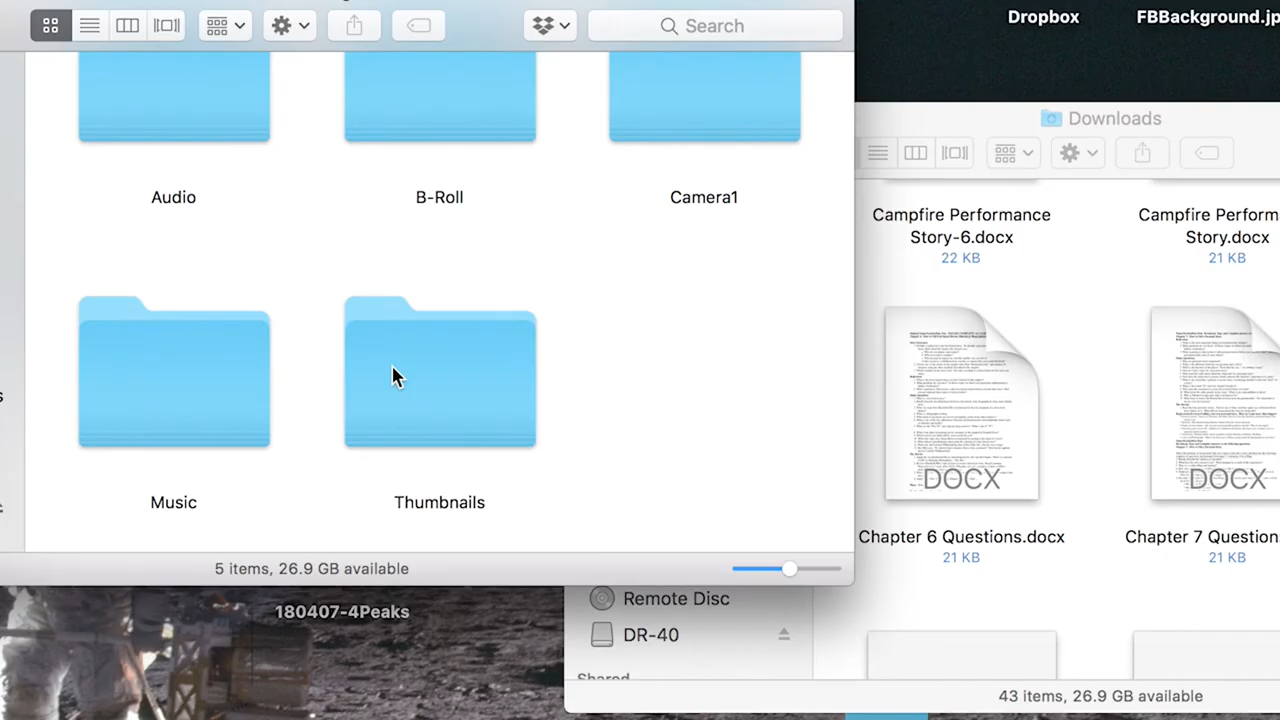 Search
Audio
B-Roll
Camera1
Music
Thumbnails
5 items, 26.9 GB available
Dropbox
FBBackground.jp
Downloads
Campfire Performance
Story-6.docx
22 KB
Campfire Perform
Story.docx
21 KB
DOCX
Chapter 6 Questions.docx
21 KB
DOCX
Chapter 7 Question
21 KB
180407-4Peaks
Remote Disc
DR-40
Shared
43 items, 26.9 GB available